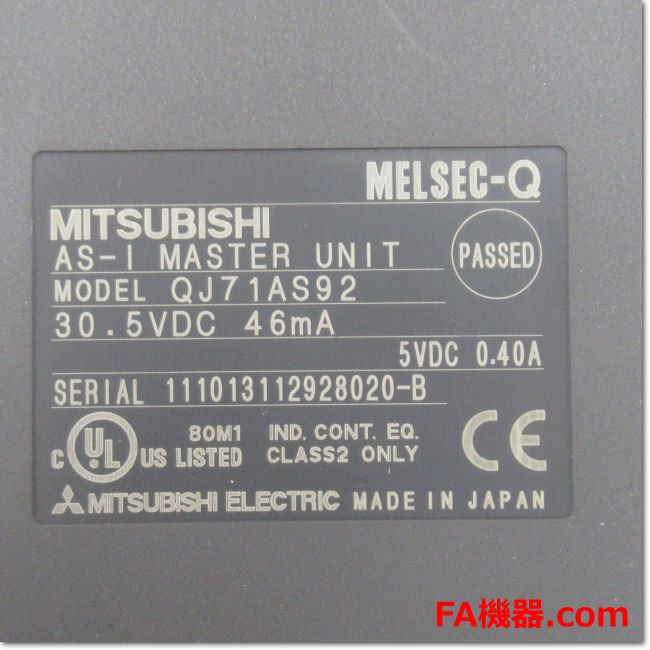 MELSEC-Q
MITSUBISHI
AS-I MASTER UNIT
PASSED
MODEL QJ71AS92
30.5VDC 46mA
5VDC 0.40A
SERIAL 111013112928020-B
C UL US LISTED
80M1 IND. CONT. EQ.
CLASS2 ONLY
CE
MITSUBISHI ELECTRIC MADE IN JAPAN
FA機器.com